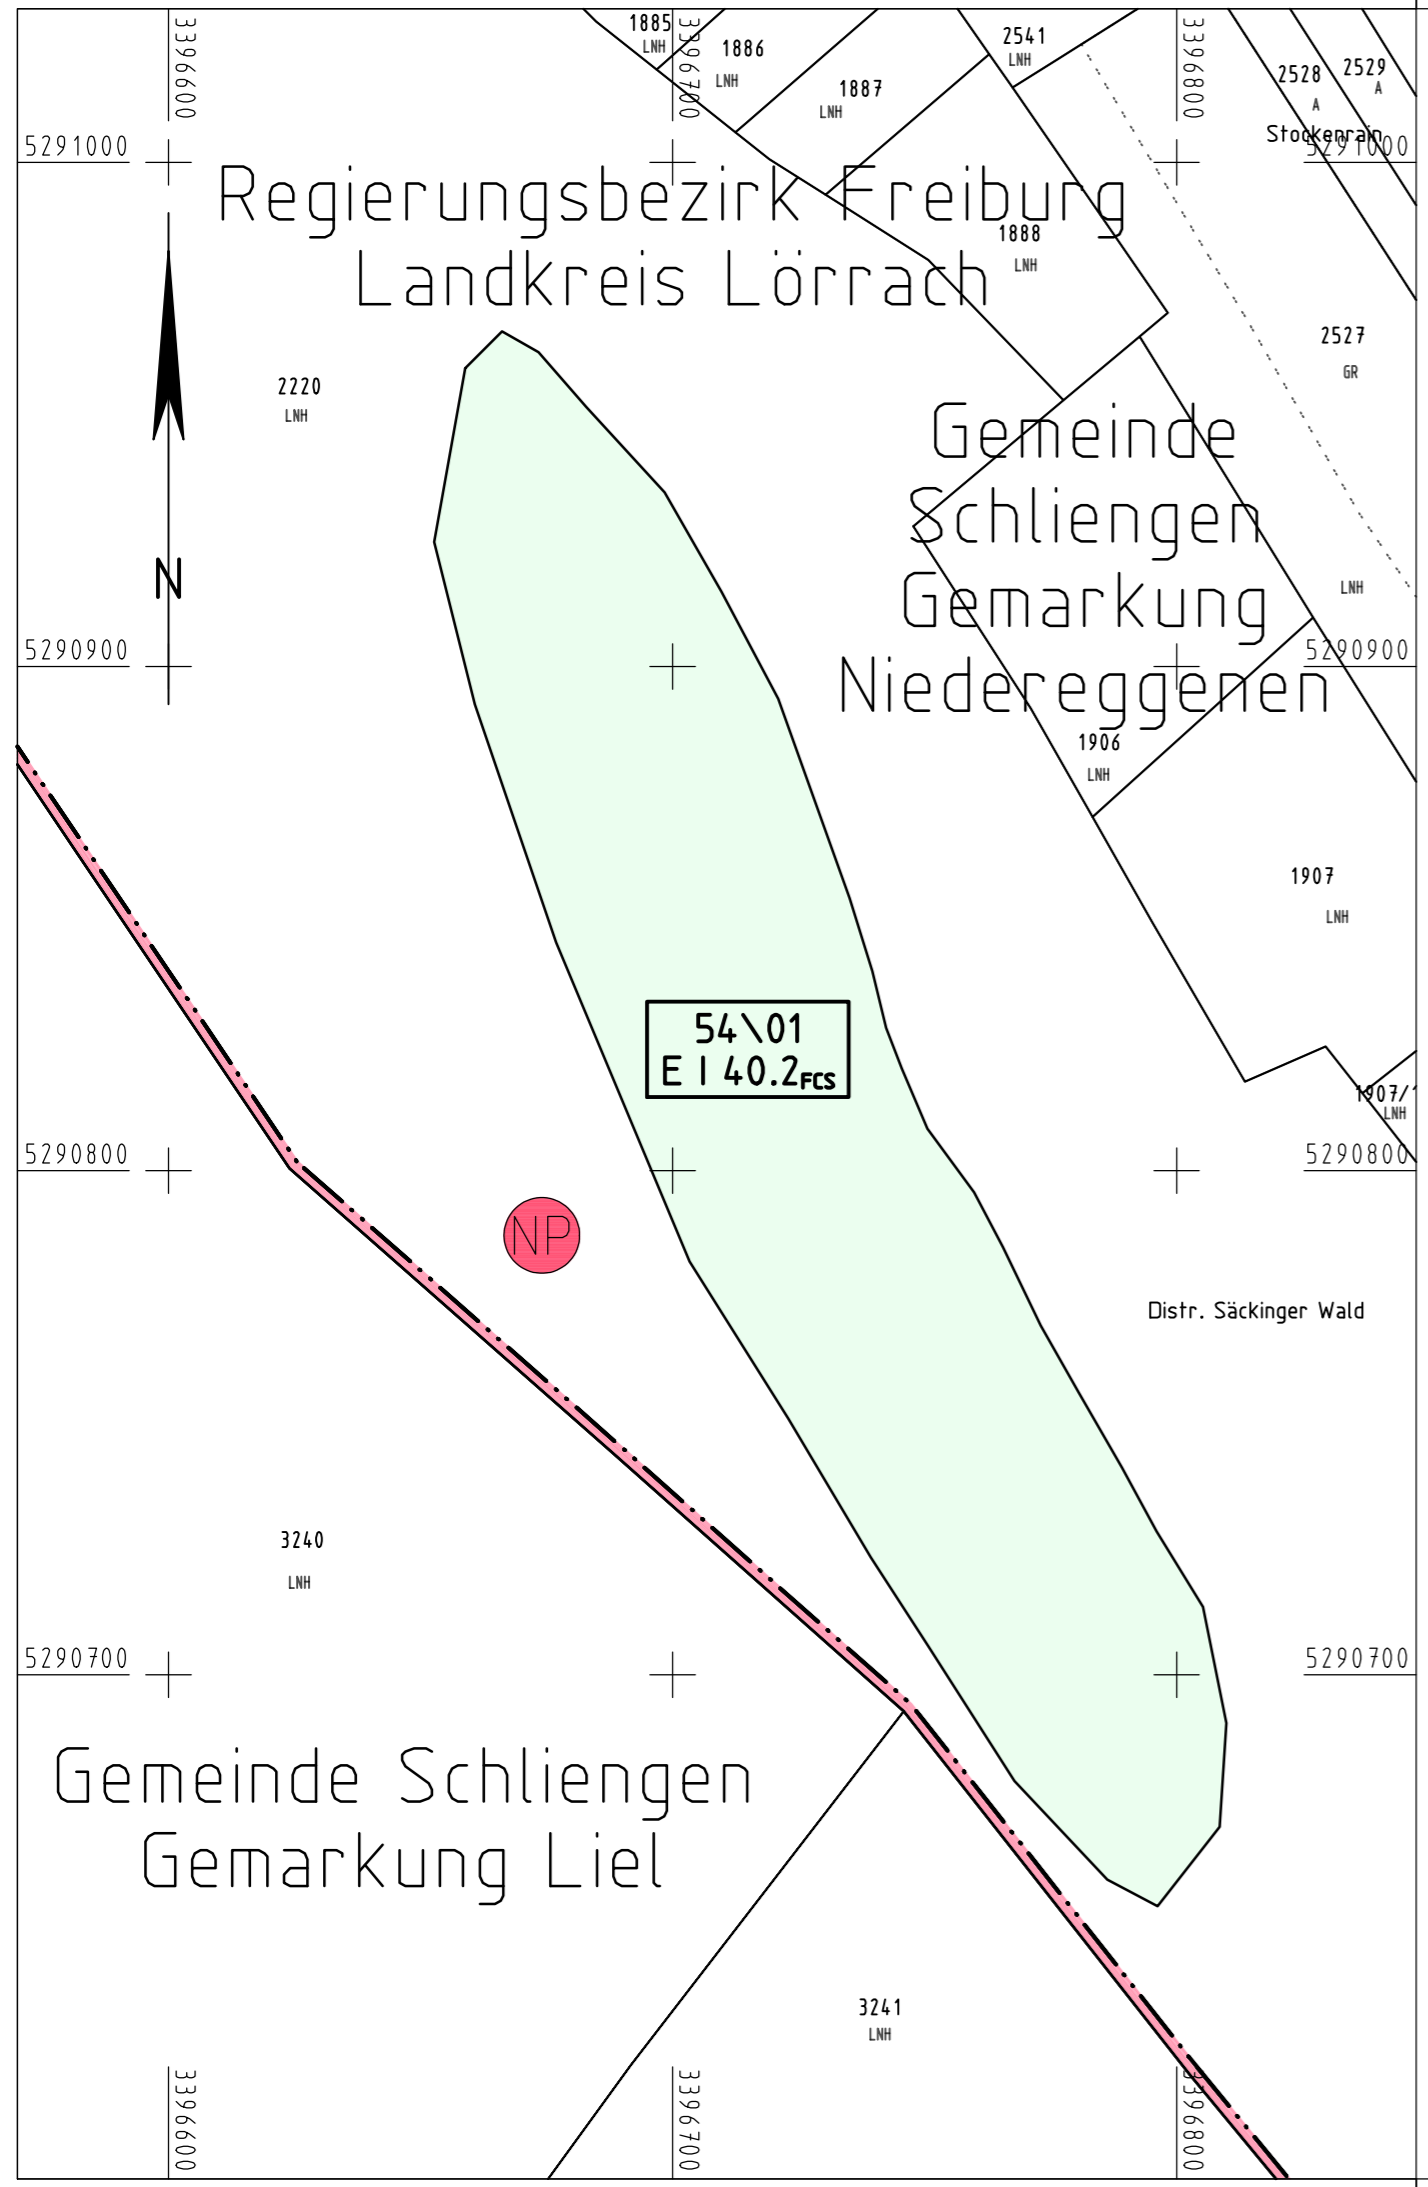 3396600
3396700
3396800
1885
LNH
1886
LNH
1887
LNH
2541
LNH
2528
A
2529
A
Stockenrain
5291000
5291000
Regierungsbezirk Freiburg
Landkreis Lörrach
1888
LNH
2527
GR
2220
LNH
Gemeinde
Schliengen
Gemarkung
Niedereggenen
N
LNH
5290900
5290900
1906
LNH
1907
LNH
54\01
E I 40.2FCS
1907/
LNH
5290800
5290800
NP
Distr. Säckinger Wald
3240
LNH
5290700
5290700
Gemeinde Schliengen
Gemarkung Liel
3241
LNH
3396600
3396700
3396800